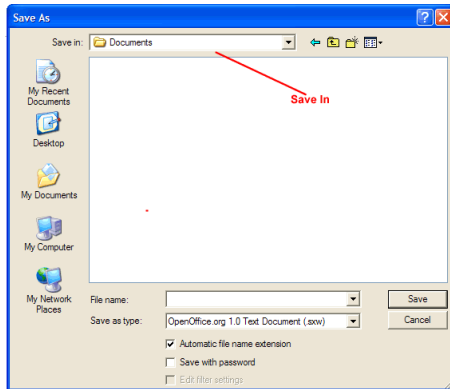 Save As
Save in: Documents
Save In
My Recent
Documents
Desktop
My Documents
My Computer
My Network
Places
File name:
Save
Save as type: OpenOffice.org 1.0 Text Document (.sxw)
Cancel
Automatic file name extension
Save with password
Edit filter settings